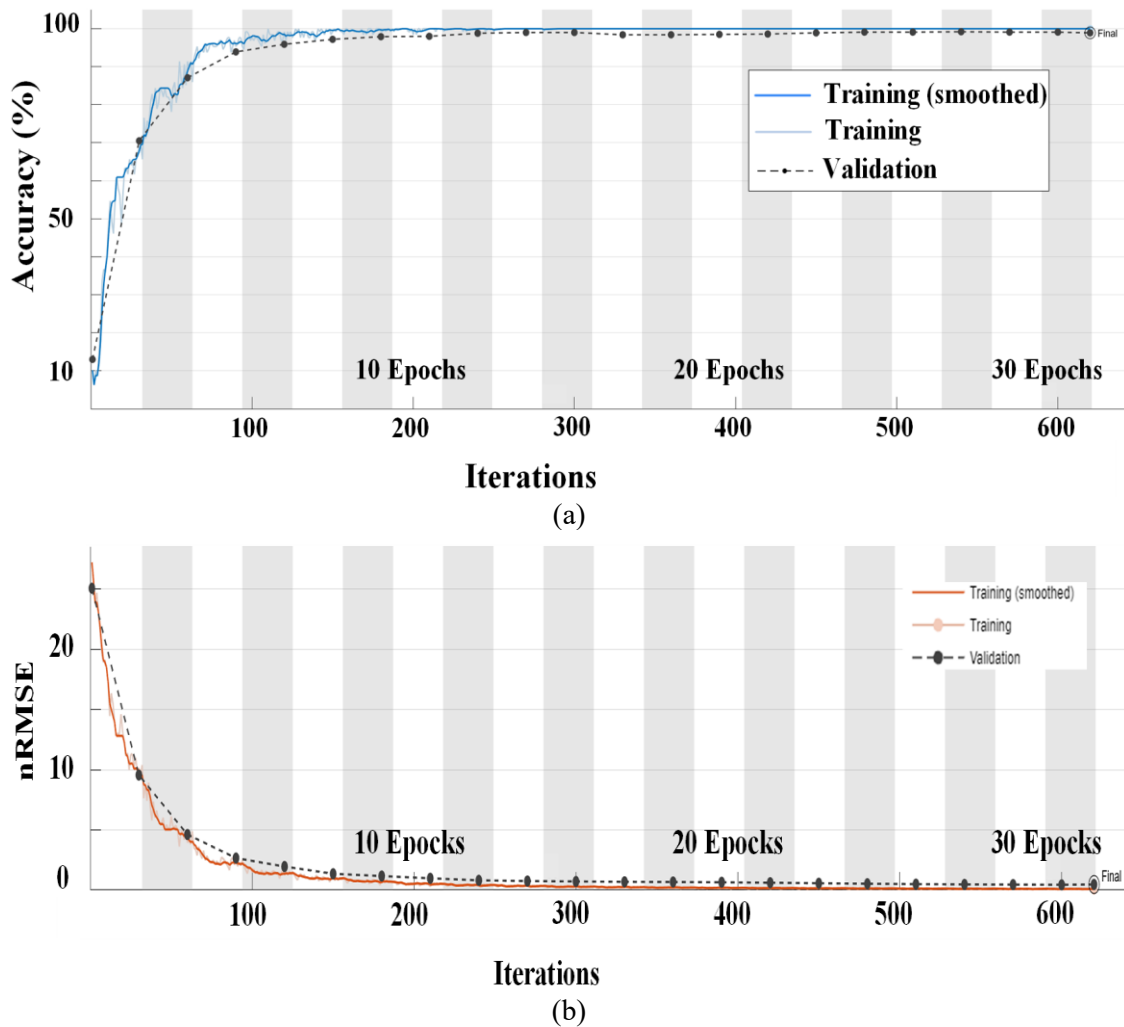 100
Final
Training (smoothed)
Training
Validation
Accuracy (%)
50
10
10 Epochs
20 Epochs
30 Epochs
100
200
300
400
500
600
Iterations
(a)
Training (smoothed)
Training
Validation
20
nRMSE
10
10 Epocks
20 Epocks
30 Epocks
0
Final
100
200
300
400
500
600
Iterations
(b)